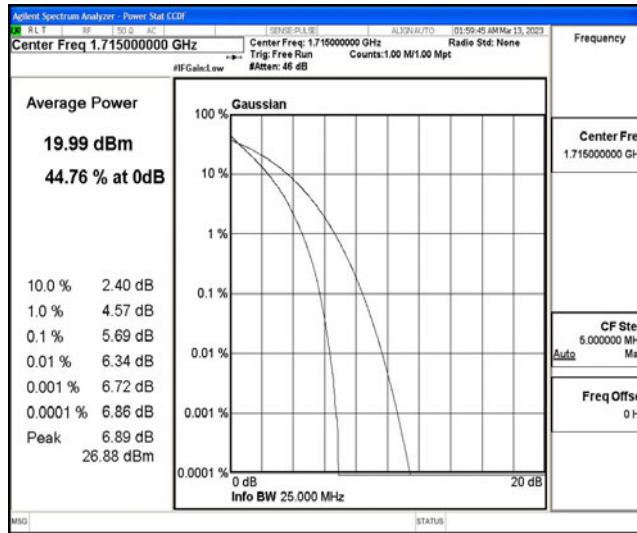 Agilent Spectrum Analyzer - Power Stat CCDF
R L T RF 50 Ω AC SENSE:PULSE ALIGN AUTO 01:59:45 AM Mar 13, 2023
Center Freq 1.715000000 GHz
Center Freq: 1.715000000 GHz Radio Std: None
Trig: Free Run Counts:1.00 M/1.00 Mpt
#IFGain:Low #Atten: 46 dB
Frequency
Average Power
19.99 dBm
44.76 % at 0dB
10.0 % 2.40 dB
1.0 % 4.57 dB
0.1 % 5.69 dB
0.01 % 6.34 dB
0.001 % 6.72 dB
0.0001 % 6.86 dB
Peak 6.89 dB
26.88 dBm
Gaussian
100 %
10 %
1 %
0.1 %
0.01 %
0.001 %
0.0001 %
0 dB 20 dB
Info BW 25.000 MHz
Center Fre
1.715000000 GH
CF Ste
5.000000 MH
Auto Ma
Freq Offse
0 H
MSG STATUS